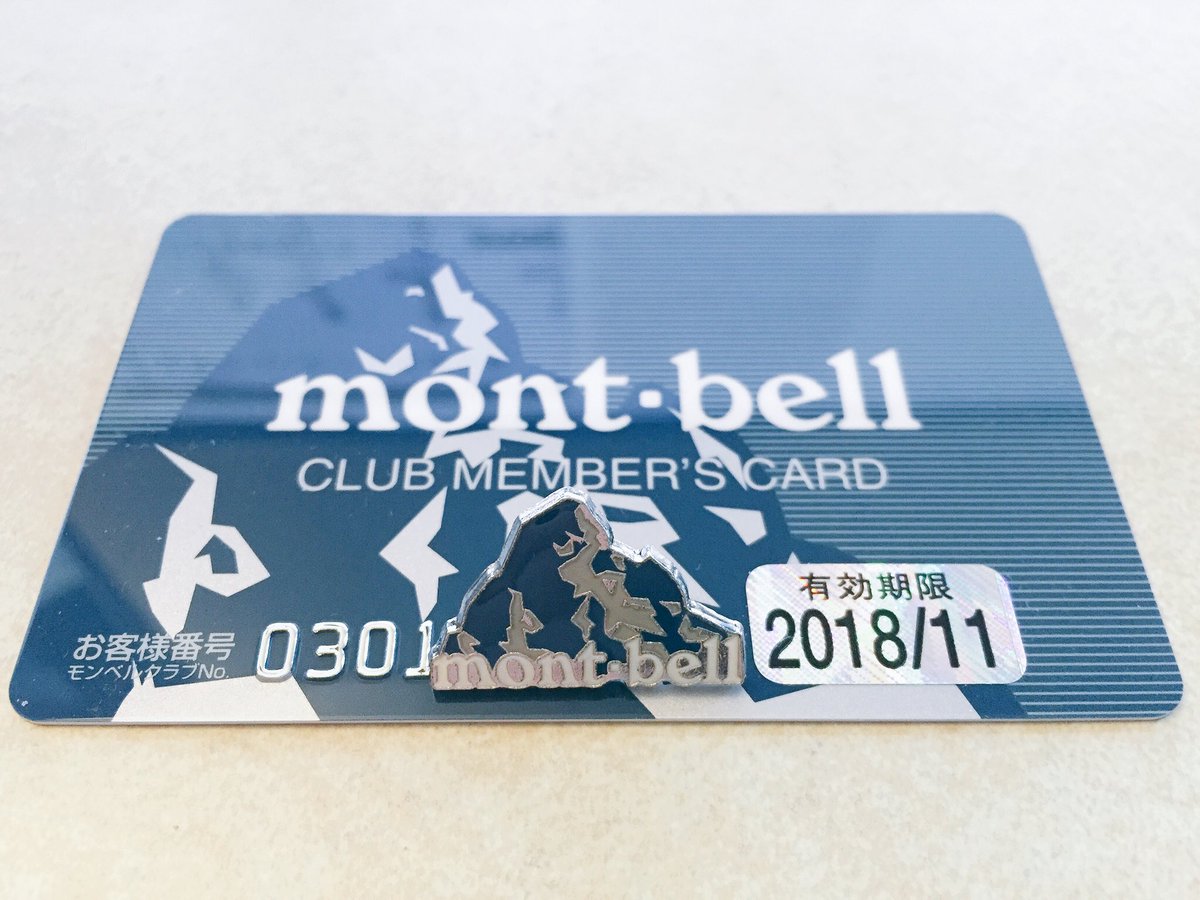 mont・bell
CLUB MEMBER'S CARD
有効期限
2018/11
お客様番号
モンベルクラブNo.
0301
mont・bell